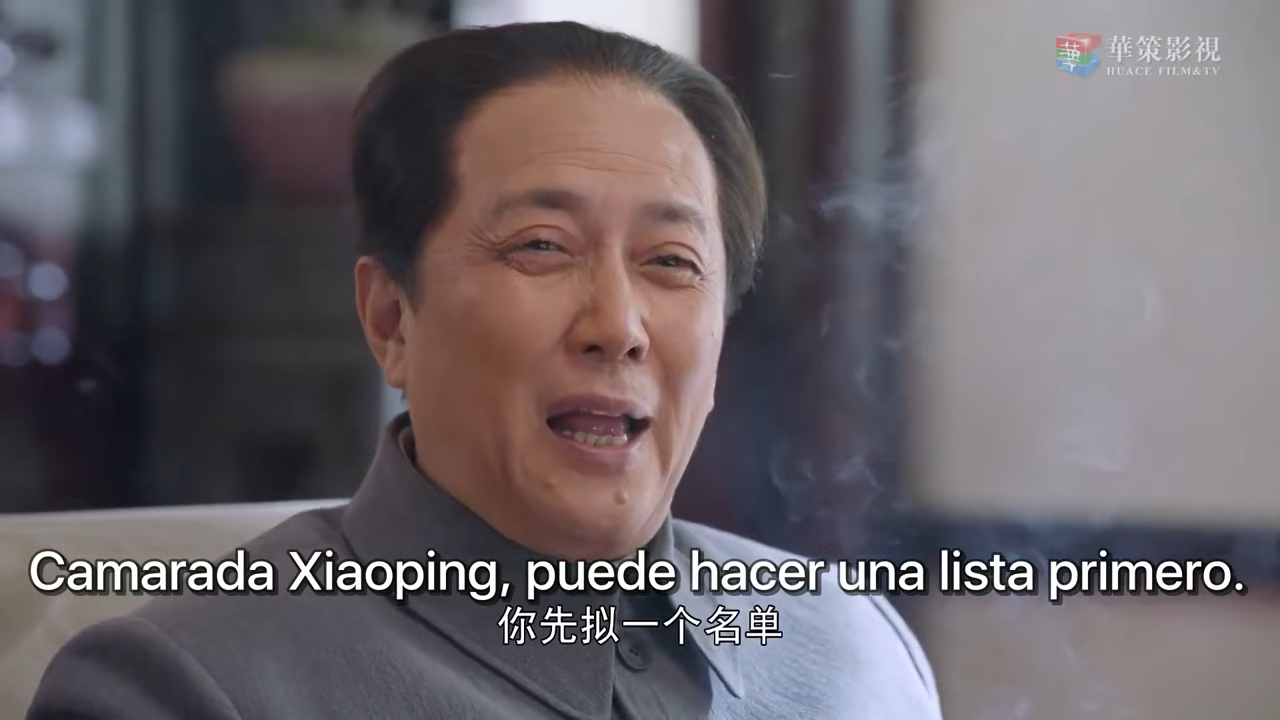 華
華策影視
HUACE FILM&TV
Camarada Xiaoping, puede hacer una lista primero.
你先拟一个名单